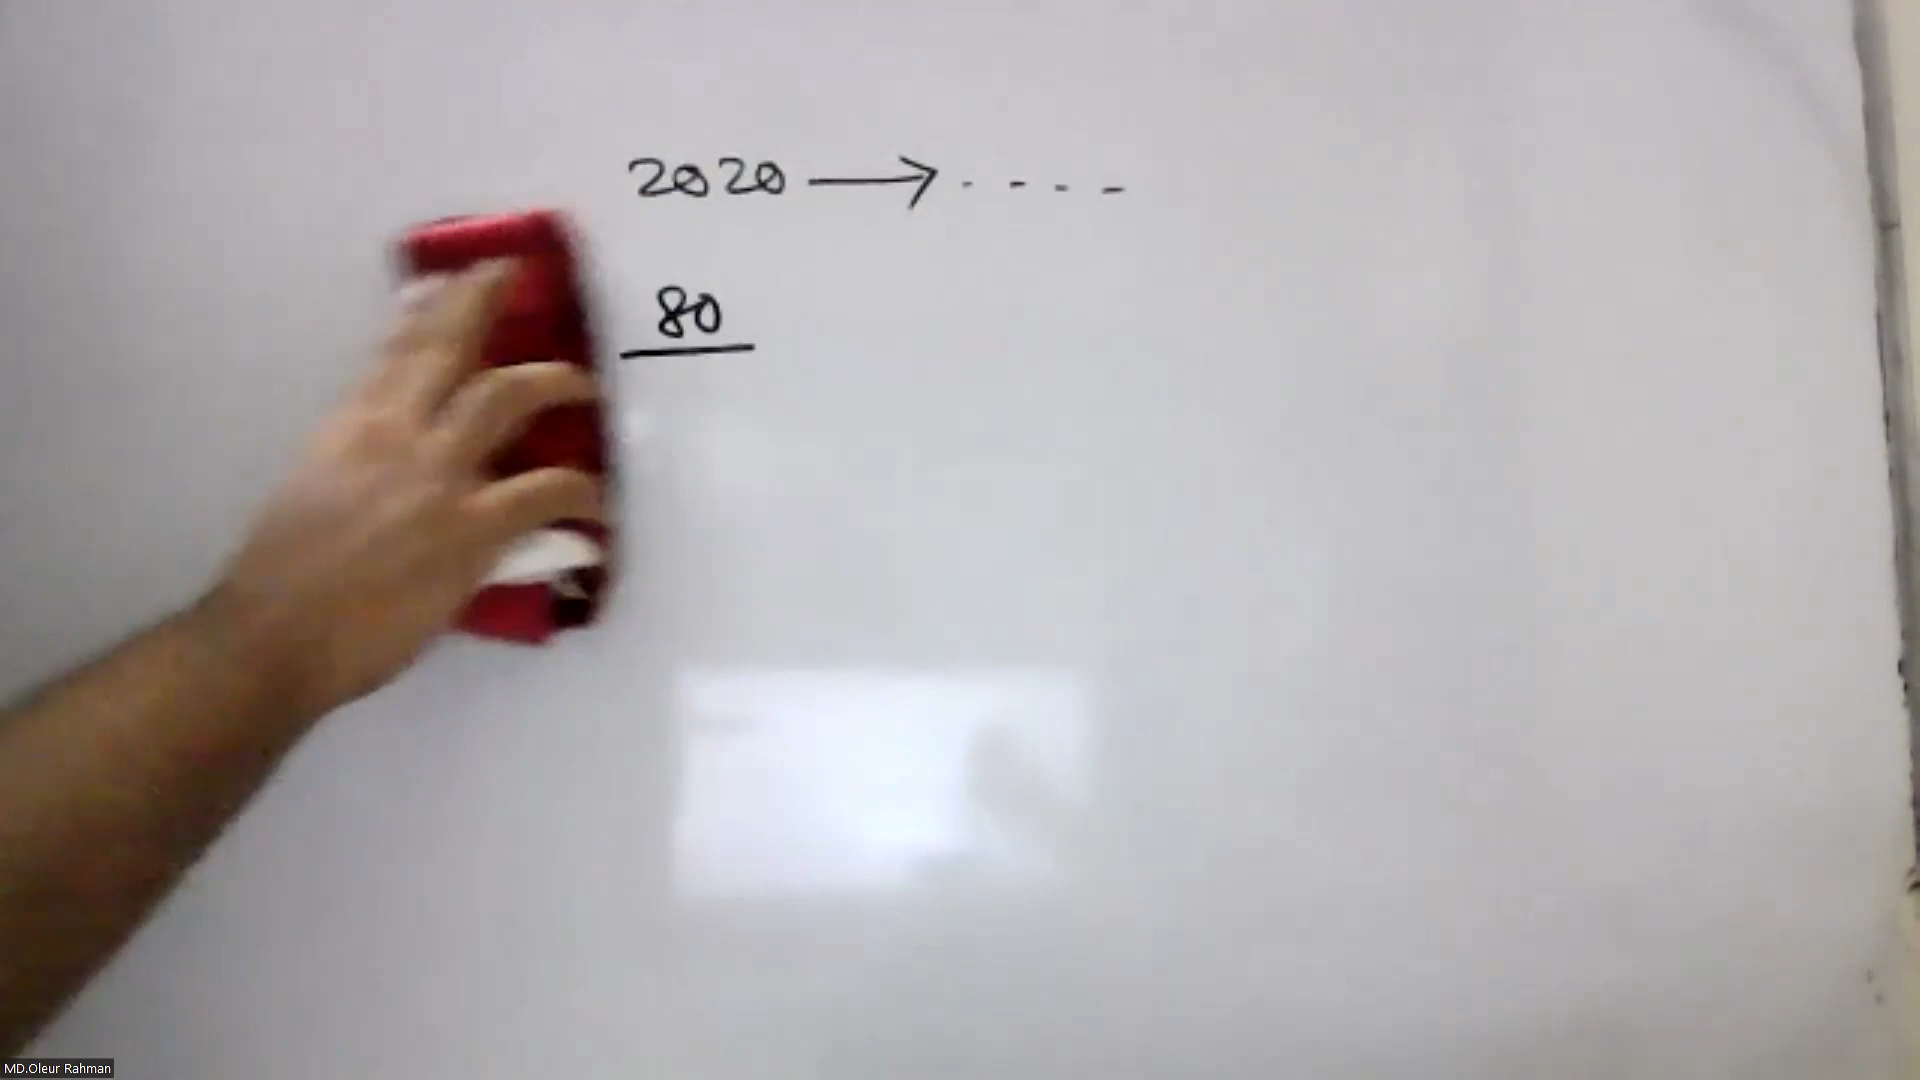 2020 → . - - -
80
MD.Oleur Rahman